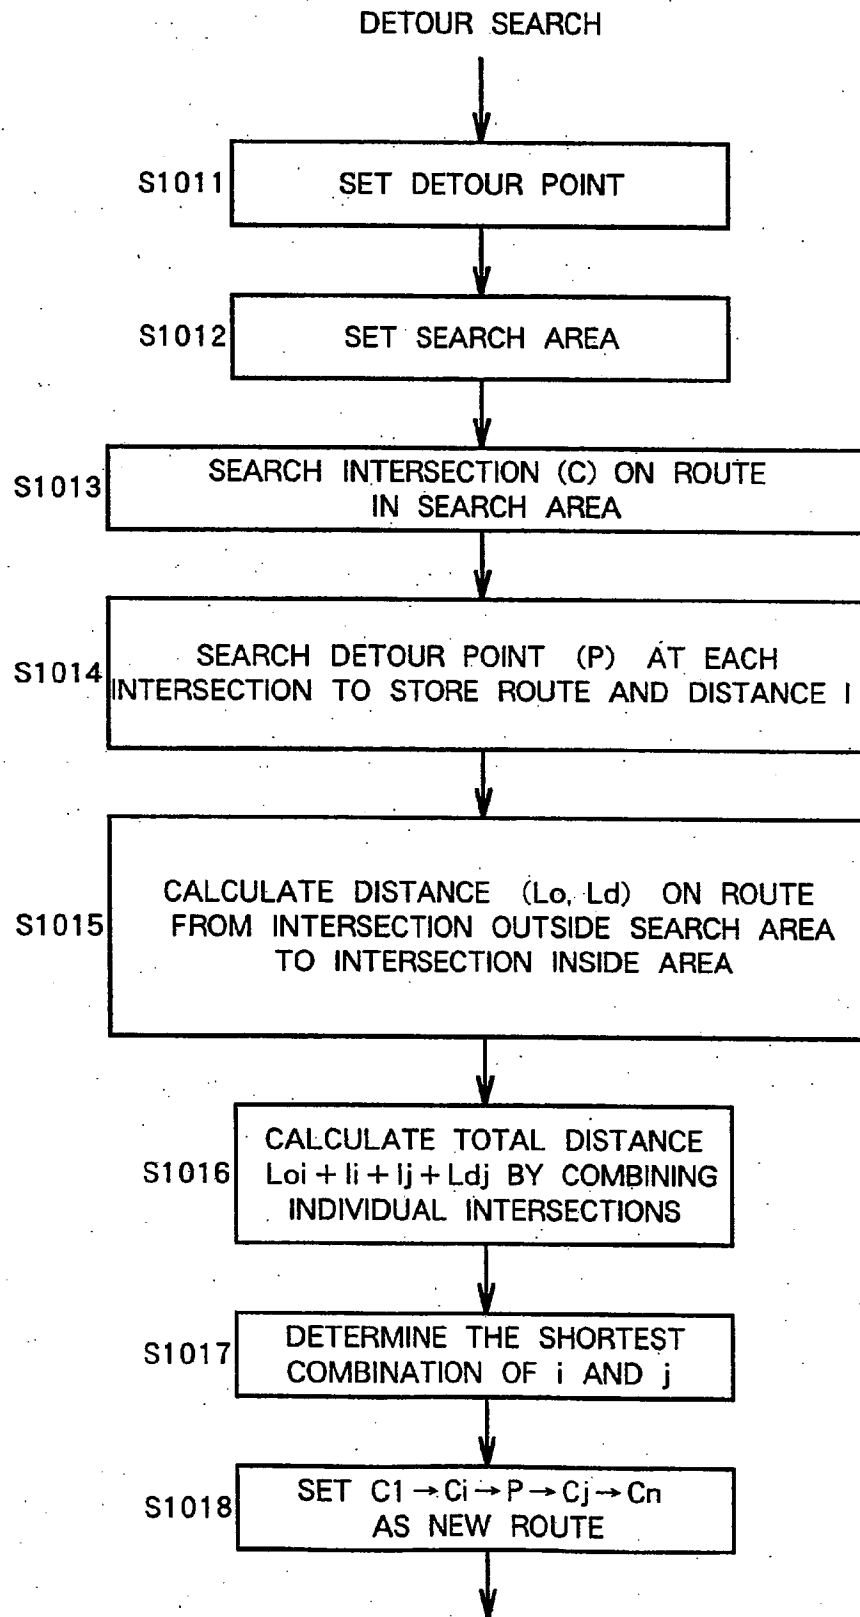 DETOUR SEARCH
S1011
SET DETOUR POINT
S1012
SET SEARCH AREA
S1013
SEARCH INTERSECTION (C) ON ROUTE
IN SEARCH AREA
S1014
SEARCH DETOUR POINT (P) AT EACH
INTERSECTION TO STORE ROUTE AND DISTANCE l
S1015
CALCULATE DISTANCE (Lo, Ld) ON ROUTE
FROM INTERSECTION OUTSIDE SEARCH AREA
TO INTERSECTION INSIDE AREA
S1016
CALCULATE TOTAL DISTANCE
Loi + li + lj + Ldj BY COMBINING
INDIVIDUAL INTERSECTIONS
S1017
DETERMINE THE SHORTEST
COMBINATION OF i AND j
S1018
SET C1 → Ci → P → Cj → Cn
AS NEW ROUTE